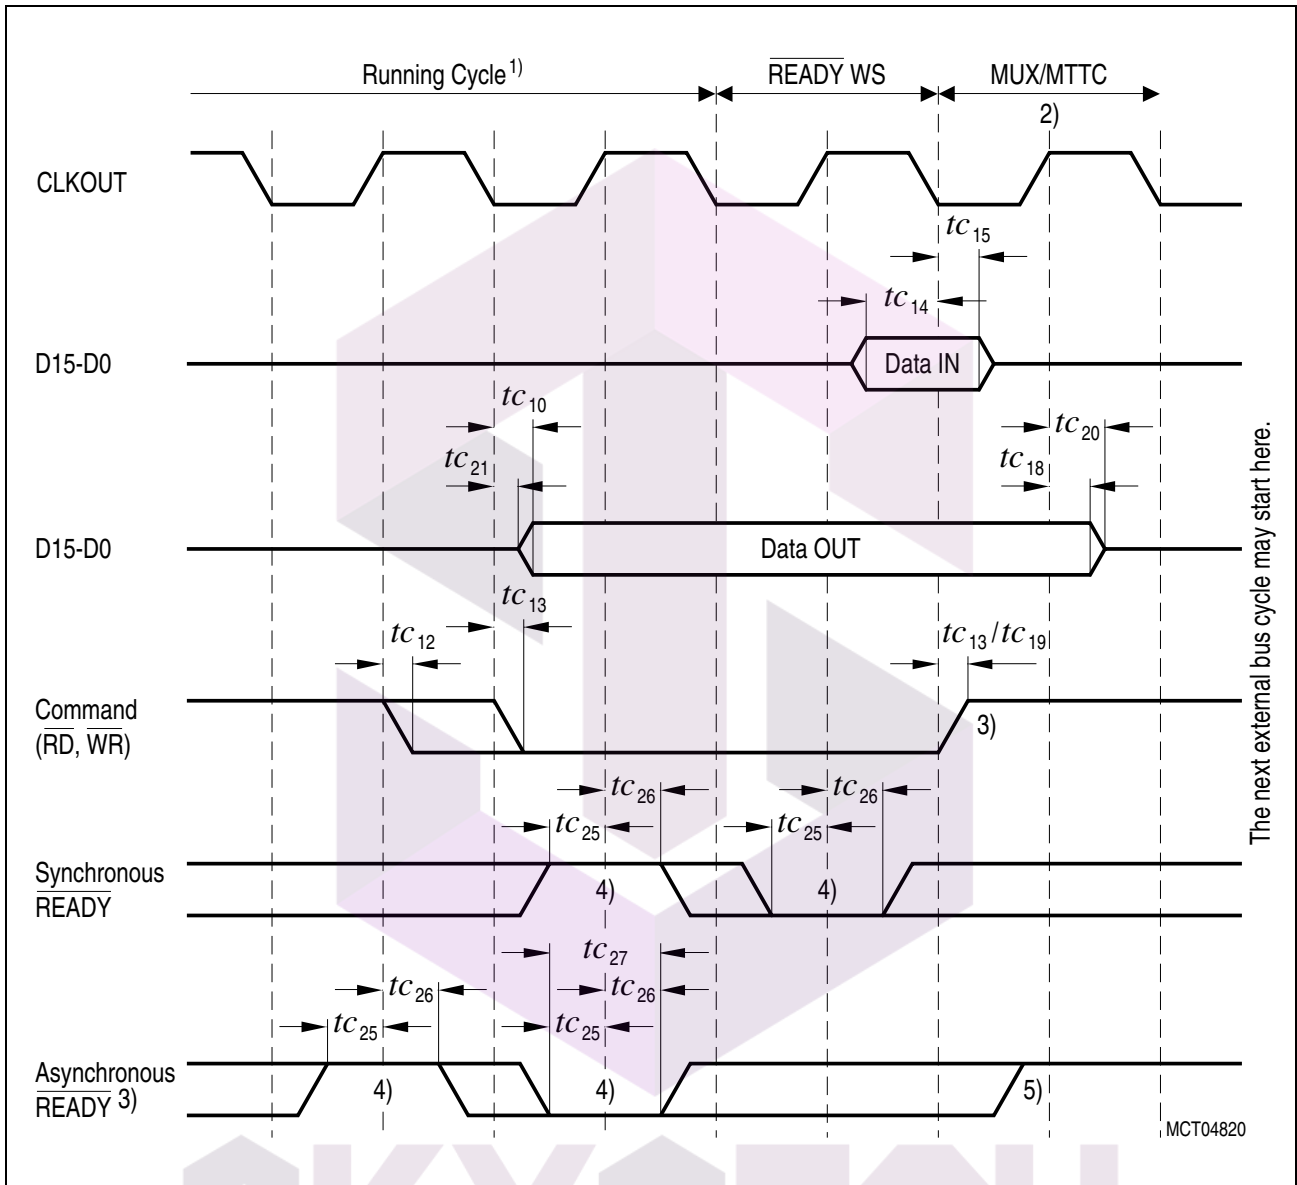 Running Cycle 1)
READY WS
MUX/MTTC
2)
CLKOUT
tc15
tc14
D15-D0
Data IN
tc10
tc20
tc21
tc18
D15-D0
Data OUT
tc13
tc12
tc13/tc19
Command
(RD, WR)
3)
tc26
tc26
tc25
tc25
Synchronous
READY
4)
4)
tc27
tc26
tc26
tc25
tc25
Asynchronous
READY 3)
4)
4)
5)
The next external bus cycle may start here.
MCT04820